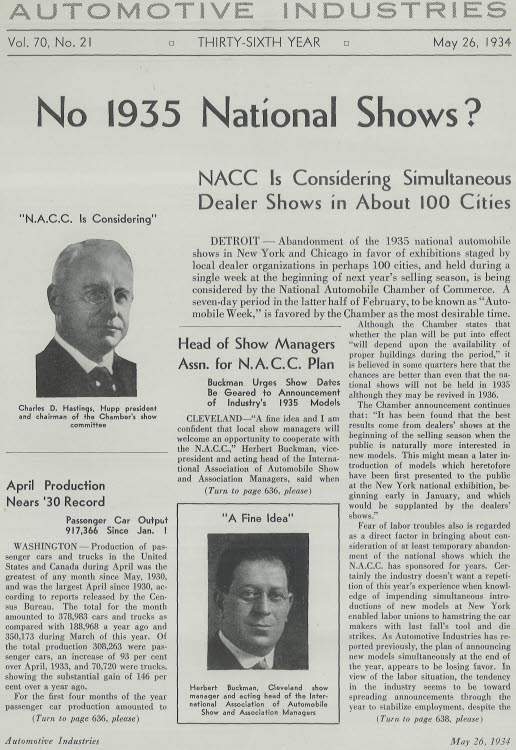 AUTOMOTIVE INDUSTRIES
Vol. 70, No. 21 THIRTY-SIXTH YEAR May 26, 1934
No 1935 National Shows?
NACC Is Considering Simultaneous
Dealer Shows in About 100 Cities
"N.A.C.C. Is Considering"
Charles D. Hastings, Hupp president
and chairman of the Chamber's show
committee
DETROIT — Abandonment of the 1935 national automobile
shows in New York and Chicago in favor of exhibitions staged by
local dealer organizations in perhaps 100 cities, and held during a
single week at the beginning of next year's selling season, is being
considered by the National Automobile Chamber of Commerce. A
seven-day period in the latter half of February, to be known as "Auto-
mobile Week," is favored by the Chamber as the most desirable time.
Although the Chamber states that
whether the plan will be put into effect
"will depend upon the availability of
proper buildings during the period," it
is believed in some quarters here that the
chances are better than even that the na-
tional shows will not be held in 1935
although they may be revived in 1936.
The Chamber announcement continues
that: "It has been found that the best
results come from dealers' shows at the
beginning of the selling season when the
public is naturally more interested in
new models. This might mean a later in-
troduction of models which heretofore
have been first presented to the public
at the New York national exhibition, be-
ginning early in January, and which
would be supplanted by the dealers'
shows."
Fear of labor troubles also is regarded
as a direct factor in bringing about con-
sideration of at least temporary abandon-
ment of the national shows which the
N.A.C.C. has sponsored for years. Cer-
tainly the industry doesn't want a repeti-
tion of this year's experience when knowl-
edge of impending simultaneous intro-
ductions of new models at New York
enabled labor unions to hamstring the car
makers with last fall's tool and die
strikes. As Automotive Industries has re-
ported previously, the plan of announcing
new models simultaneously at the end of
the year, appears to be losing favor. In
view of the labor situation, the tendency
in the industry seems to be toward
spreading announcements through the
year to stabilize employment, despite the
(Turn to page 638, please)
Head of Show Managers
Assn. for N.A.C.C. Plan
Buckman Urges Show Dates
Be Geared to Announcement
of Industry's 1935 Models
CLEVELAND—"A fine idea and I am
confident that local show managers will
welcome an opportunity to cooperate with
the N.A.C.C.," Herbert Buckman, vice-
president and acting head of the Interna-
tional Association of Automobile Show
and Association Managers, said when
(Turn to page 636, please)
"A Fine Idea"
Herbert Buckman, Cleveland show
manager and acting head of the Inter-
national Association of Automobile
Show and Association Managers
April Production
Nears '30 Record
Passenger Car Output
917,366 Since Jan. 1
WASHINGTON—Production of pas-
senger cars and trucks in the United
States and Canada during April was the
greatest of any month since May, 1930,
and was the largest April since 1930, ac-
cording to reports released by the Cen-
sus Bureau. The total for the month
amounted to 378,983 cars and trucks as
compared with 188,968 a year ago and
350,173 during March of this year. Of
the total production 308,263 were pas-
senger cars, an increase of 93 per cent
over April, 1933, and 70,720 were trucks,
showing the substantial gain of 146 per
cent over a year ago.
For the first four months of the year
passenger car production amounted to
(Turn to page 636, please)
Automotive Industries May 26, 1934